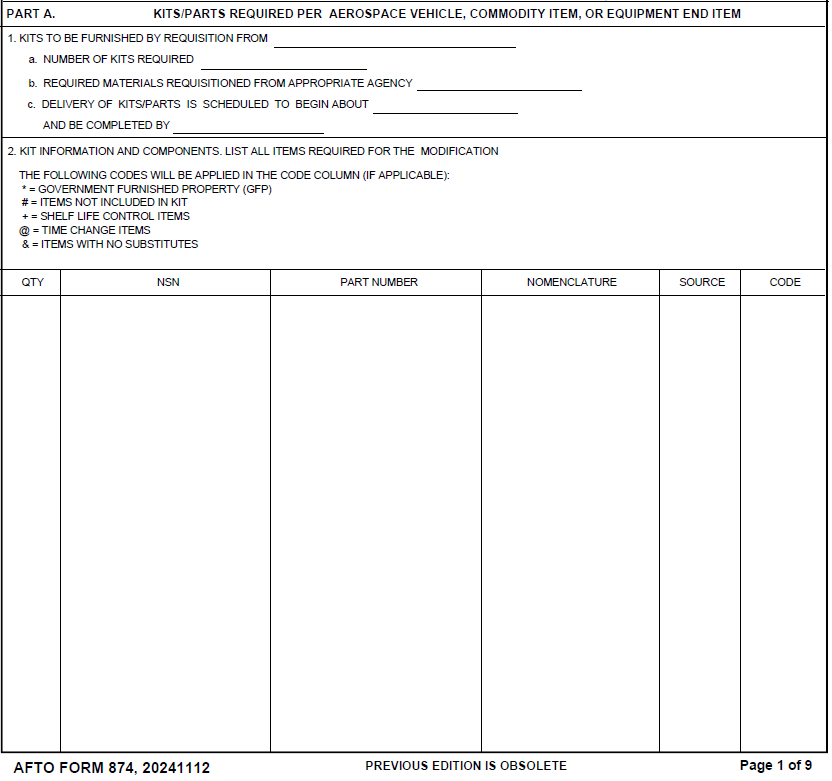 PART A. KITS/PARTS REQUIRED PER AEROSPACE VEHICLE, COMMODITY ITEM, OR EQUIPMENT END ITEM
1. KITS TO BE FURNISHED BY REQUISITION FROM
a. NUMBER OF KITS REQUIRED
b. REQUIRED MATERIALS REQUISITIONED FROM APPROPRIATE AGENCY
c. DELIVERY OF KITS/PARTS IS SCHEDULED TO BEGIN ABOUT
AND BE COMPLETED BY
2. KIT INFORMATION AND COMPONENTS. LIST ALL ITEMS REQUIRED FOR THE MODIFICATION
THE FOLLOWING CODES WILL BE APPLIED IN THE CODE COLUMN (IF APPLICABLE):
* = GOVERNMENT FURNISHED PROPERTY (GFP)
# = ITEMS NOT INCLUDED IN KIT
+ = SHELF LIFE CONTROL ITEMS
@ = TIME CHANGE ITEMS
& = ITEMS WITH NO SUBSTITUTES
QTY NSN PART NUMBER NOMENCLATURE SOURCE CODE
AFTO FORM 874, 20241112 PREVIOUS EDITION IS OBSOLETE Page 1 of 9